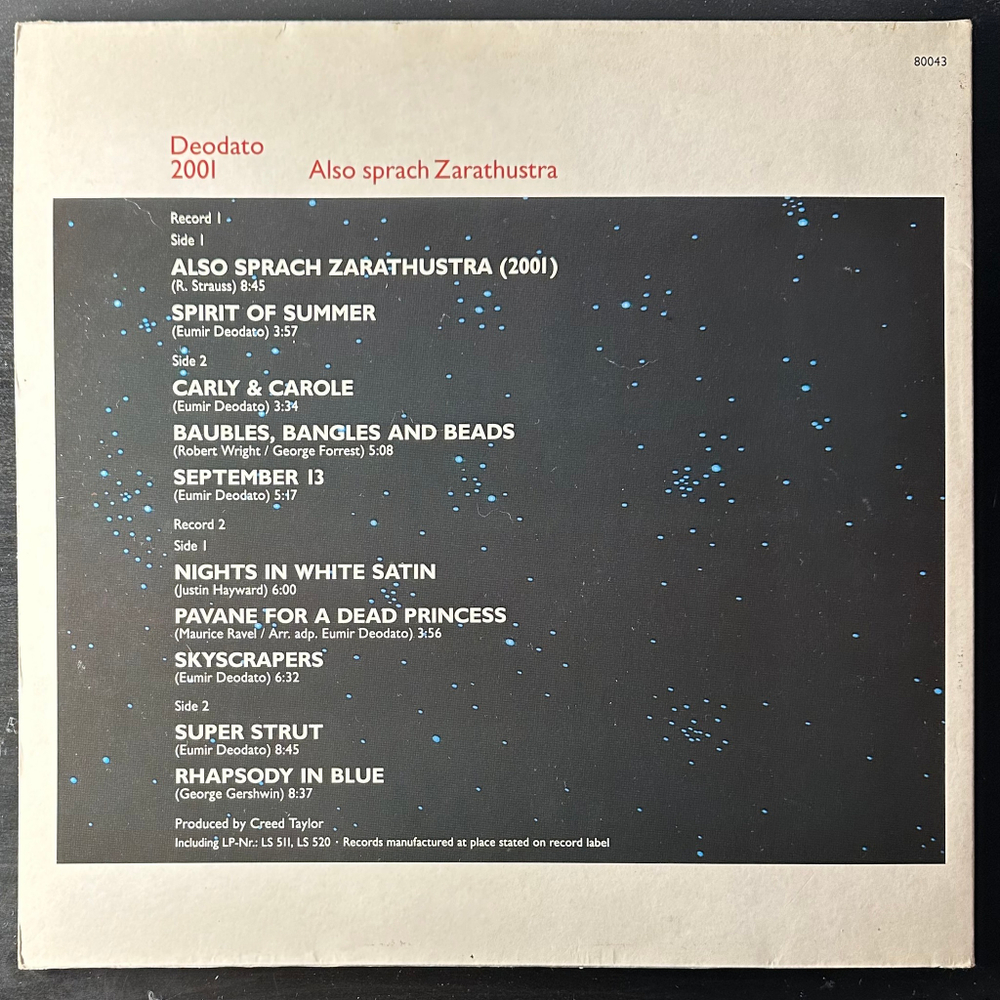 80043
Deodato
2001 Also sprach Zarathustra
Record 1
Side 1
ALSO SPRACH ZARATHUSTRA (2001)
(R. Strauss) 8:45
SPIRIT OF SUMMER
(Eumir Deodato) 3:57
Side 2
CARLY & CAROLE
(Eumir Deodato) 3:34
BAUBLES, BANGLES AND BEADS
(Robert Wright / George Forrest) 5:08
SEPTEMBER 13
(Eumir Deodato) 5:17
Record 2
Side 1
NIGHTS IN WHITE SATIN
(Justin Hayward) 6:00
PAVANE FOR A DEAD PRINCESS
(Maurice Ravel / Arr. adp. Eumir Deodato) 3:56
SKYSCRAPERS
(Eumir Deodato) 6:32
Side 2
SUPER STRUT
(Eumir Deodato) 8:45
RHAPSODY IN BLUE
(George Gershwin) 8:37
Produced by Creed Taylor
Including LP-Nr.: LS 511, LS 520 · Records manufactured at place stated on record label